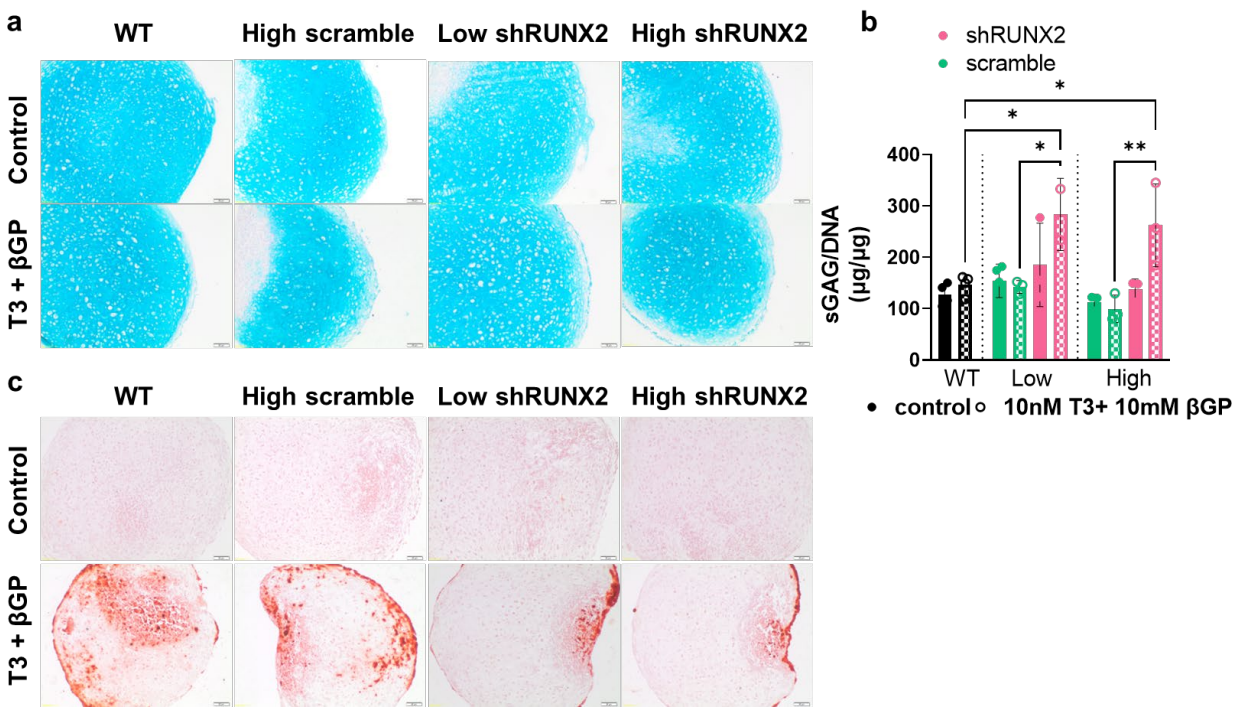 a
WT High scramble Low shRUNX2 High shRUNX2
Control
T3 + βGP
b
shRUNX2
scramble
*
*
* **
400
300
200
100
0
sGAG/DNA
(µg/µg)
WT Low High
control 10nM T3+ 10mM βGP
c
WT High scramble Low shRUNX2 High shRUNX2
Control
T3 + βGP